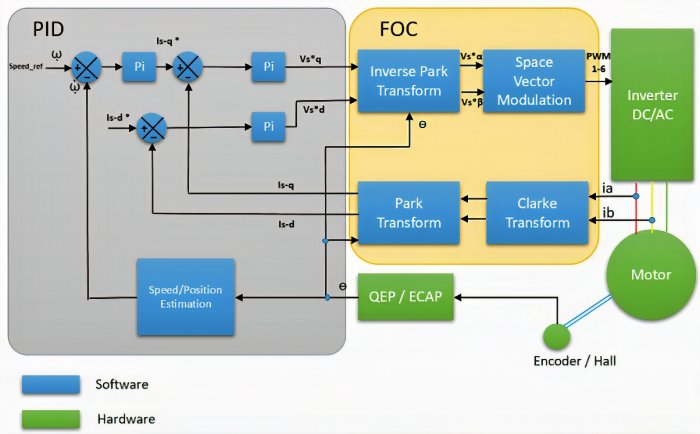 PID
FOC
Speed_ref
ω̇
ω̇
Pi
Is-q *
Pi
Vs*q
Is-d *
Pi
Vs*d
Inverse Park
Transform
Vs*α
Vs*β
Space
Vector
Modulation
PWM
1-6
Inverter
DC/AC
Θ
Is-q
Is-d
Park
Transform
Clarke
Transform
ia
ib
Motor
Speed/Position
Estimation
Θ
QEP / ECAP
Encoder / Hall
Software
Hardware